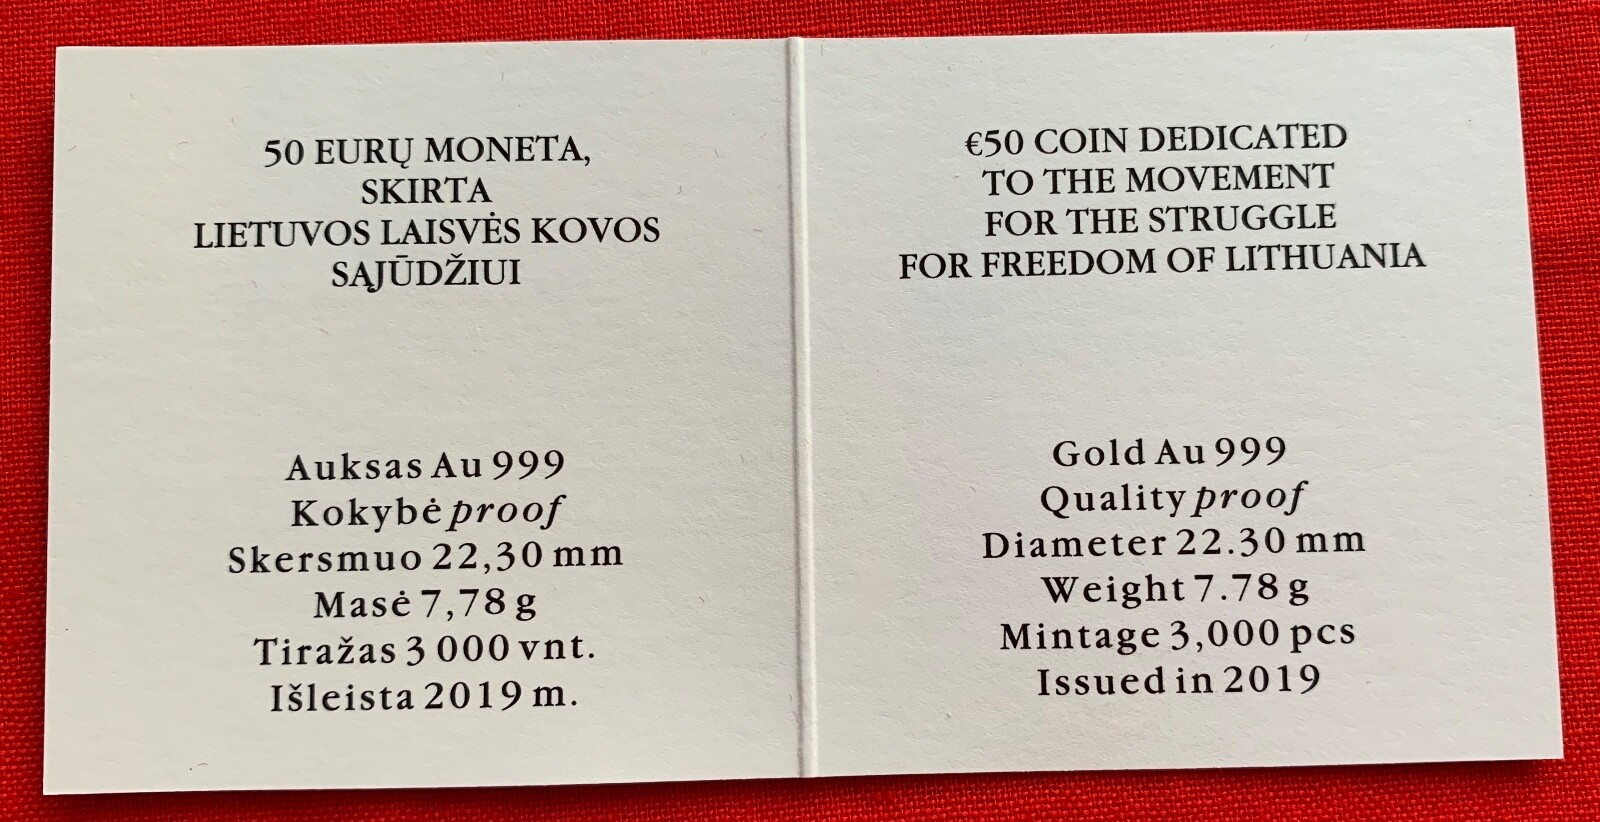 50 EURŲ MONETA,
SKIRTA
LIETUVOS LAISVĖS KOVOS
SĄJŪDŽIUI
Auksas Au 999
Kokybė proof
Skersmuo 22,30 mm
Masė 7,78 g
Tiražas 3 000 vnt.
Išleista 2019 m.
€50 COIN DEDICATED
TO THE MOVEMENT
FOR THE STRUGGLE
FOR FREEDOM OF LITHUANIA
Gold Au 999
Quality proof
Diameter 22.30 mm
Weight 7.78 g
Mintage 3,000 pcs
Issued in 2019